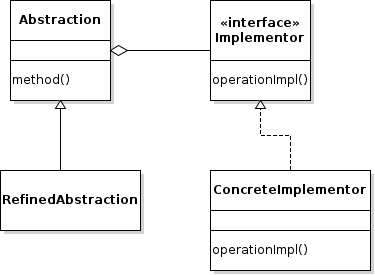 Abstraction
method()
«interface»
Implementor
operationImpl()
RefinedAbstraction
ConcreteImplementor
operationImpl()